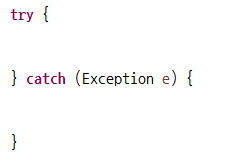 try {
} catch (Exception e) {
}